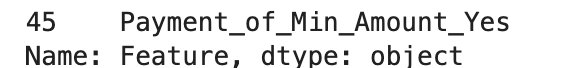 45    Payment_of_Min_Amount_Yes
Name: Feature, dtype: object